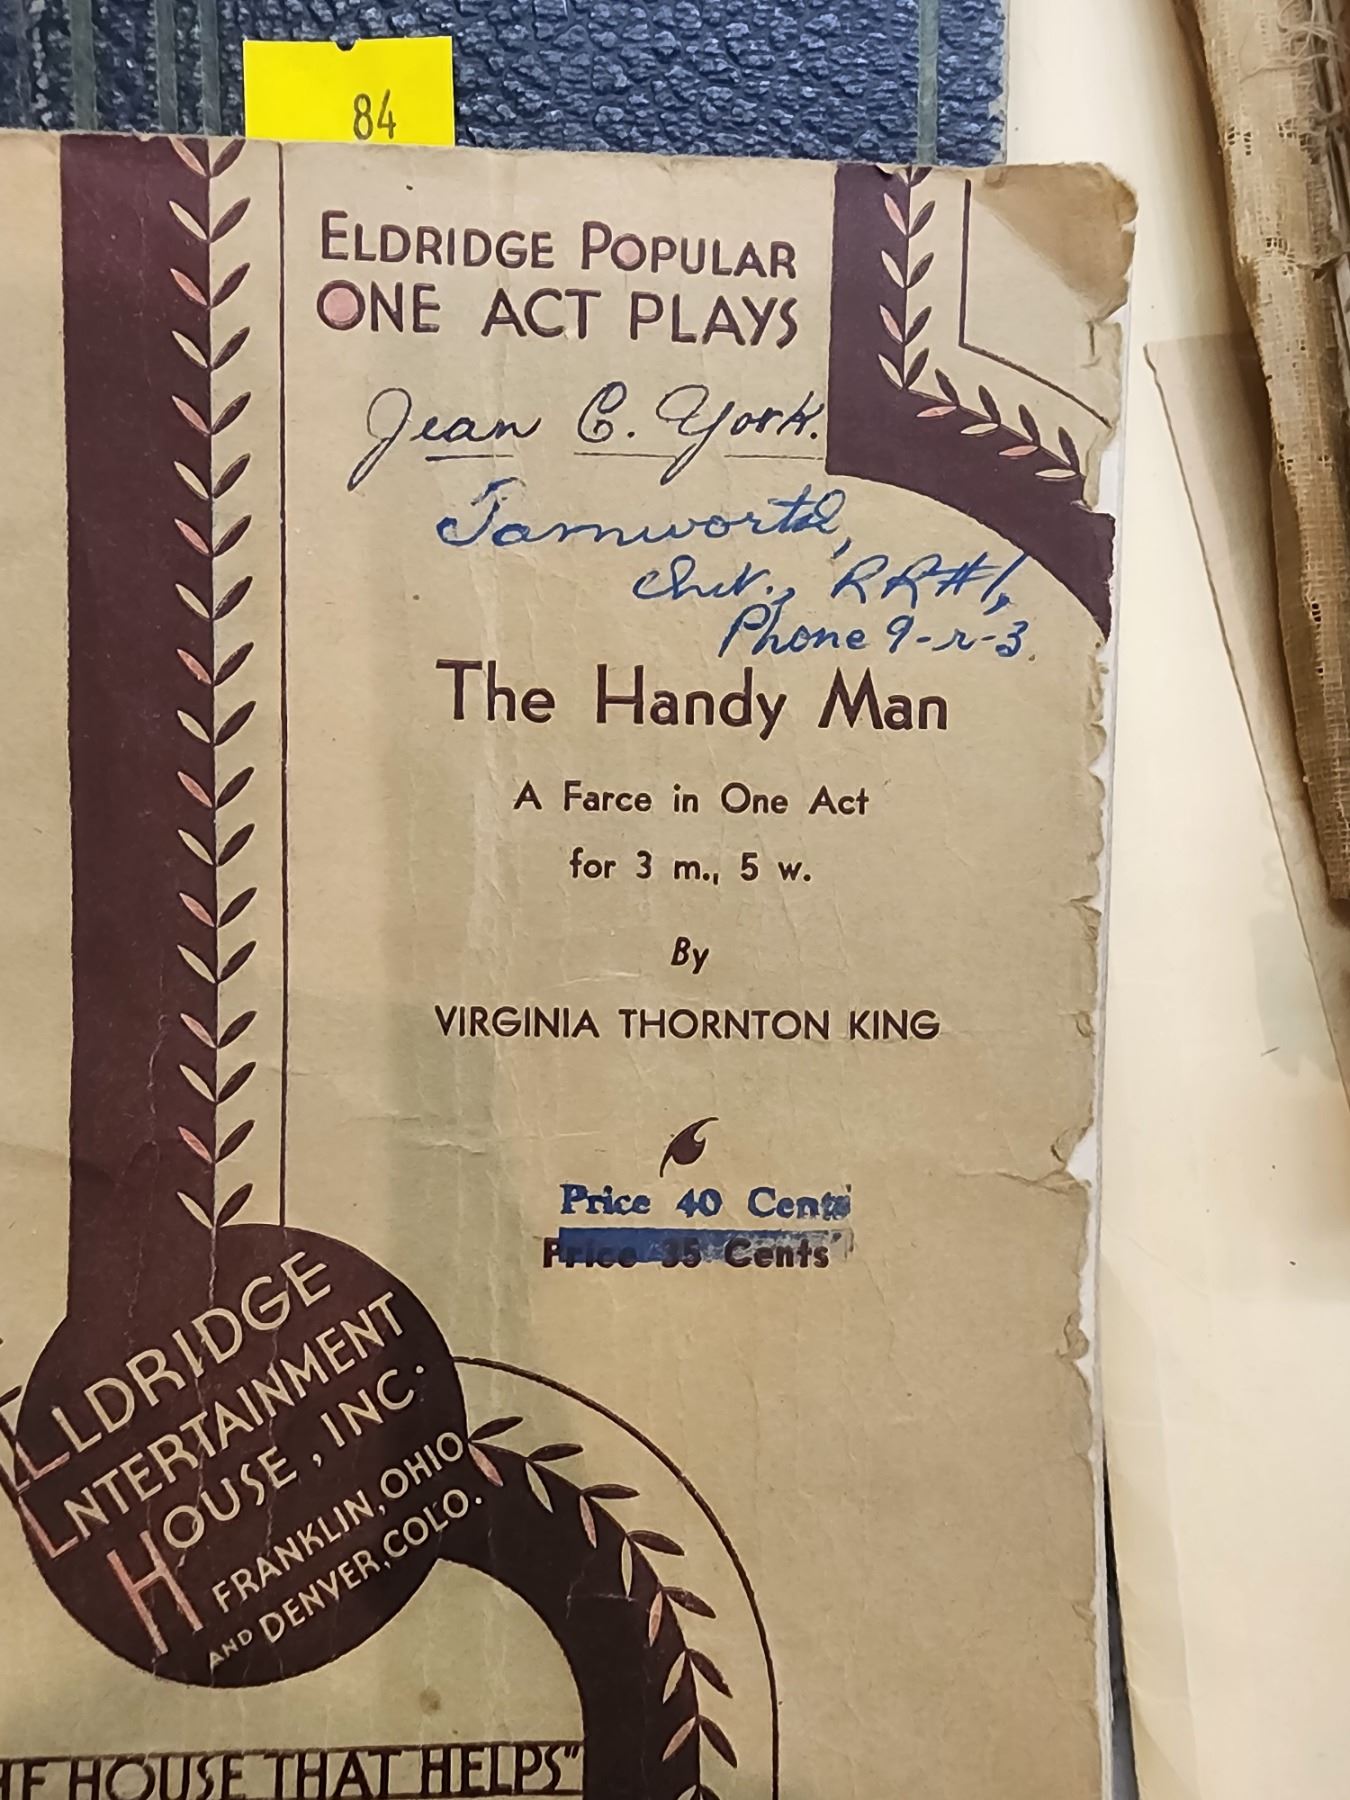 84
ELDRIDGE POPULAR
ONE ACT PLAYS
Jean C. York.
Tamworth,
Ont., RR#1,
Phone 9-r-3.
The Handy Man
A Farce in One Act
for 3 m., 5 w.
By
VIRGINIA THORNTON KING
Price 40 Cents
Price 35 Cents
ELDRIDGE
ENTERTAINMENT
HOUSE, INC.
FRANKLIN, OHIO
AND DENVER, COLO.
HOUSE THAT HELPS"